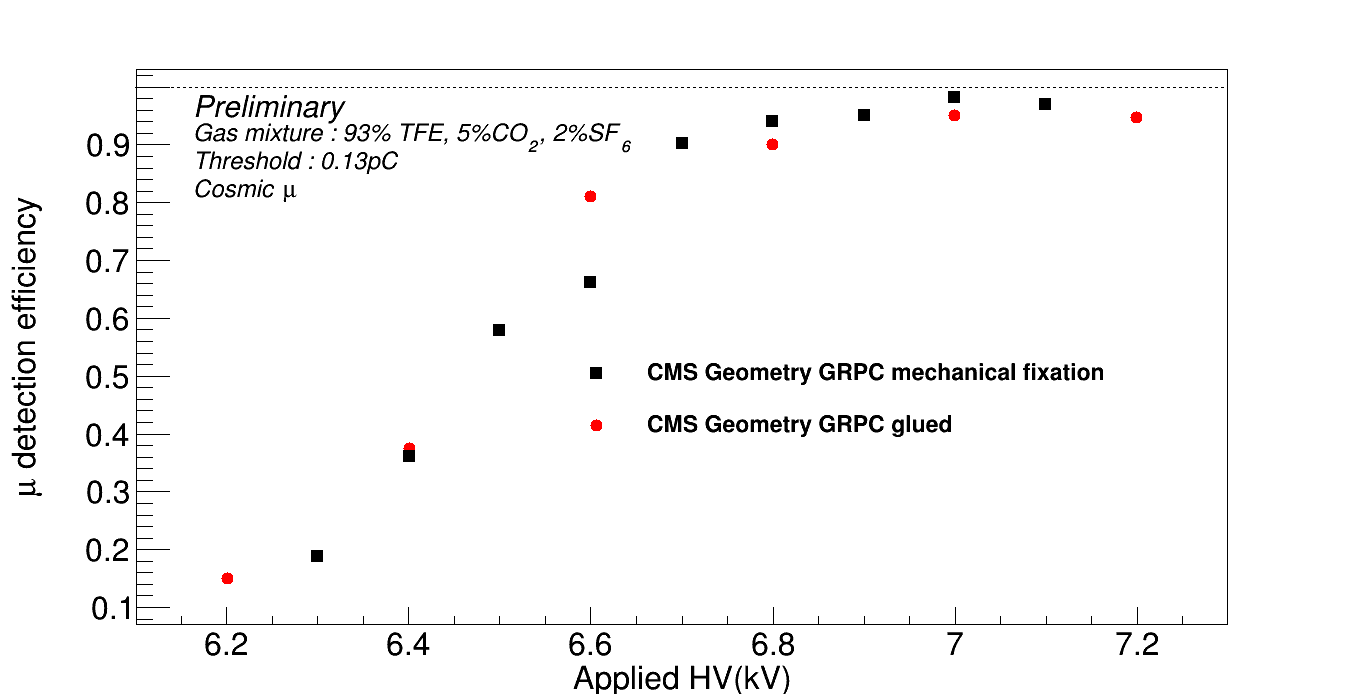 Preliminary
Gas mixture : 93% TFE, 5%CO2, 2%SF6
Threshold : 0.13pC
Cosmic μ
μ detection efficiency
0.9
0.8
0.7
0.6
0.5
0.4
0.3
0.2
0.1
CMS Geometry GRPC mechanical fixation
CMS Geometry GRPC glued
6.2 6.4 6.6 6.8 7 7.2
Applied HV(kV)